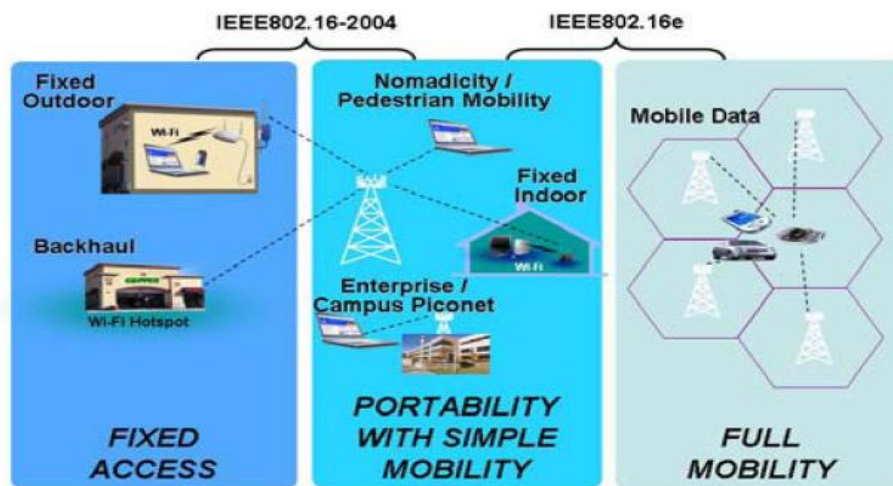 IEEE802.16-2004
IEEE802.16e
Fixed
Outdoor
Wi-Fi
Backhaul
Wi-Fi Hotspot
FIXED
ACCESS
Nomadicity /
Pedestrian Mobility
Fixed
Indoor
Wi-Fi
Enterprise /
Campus Piconet
PORTABILITY
WITH SIMPLE
MOBILITY
Mobile Data
FULL
MOBILITY